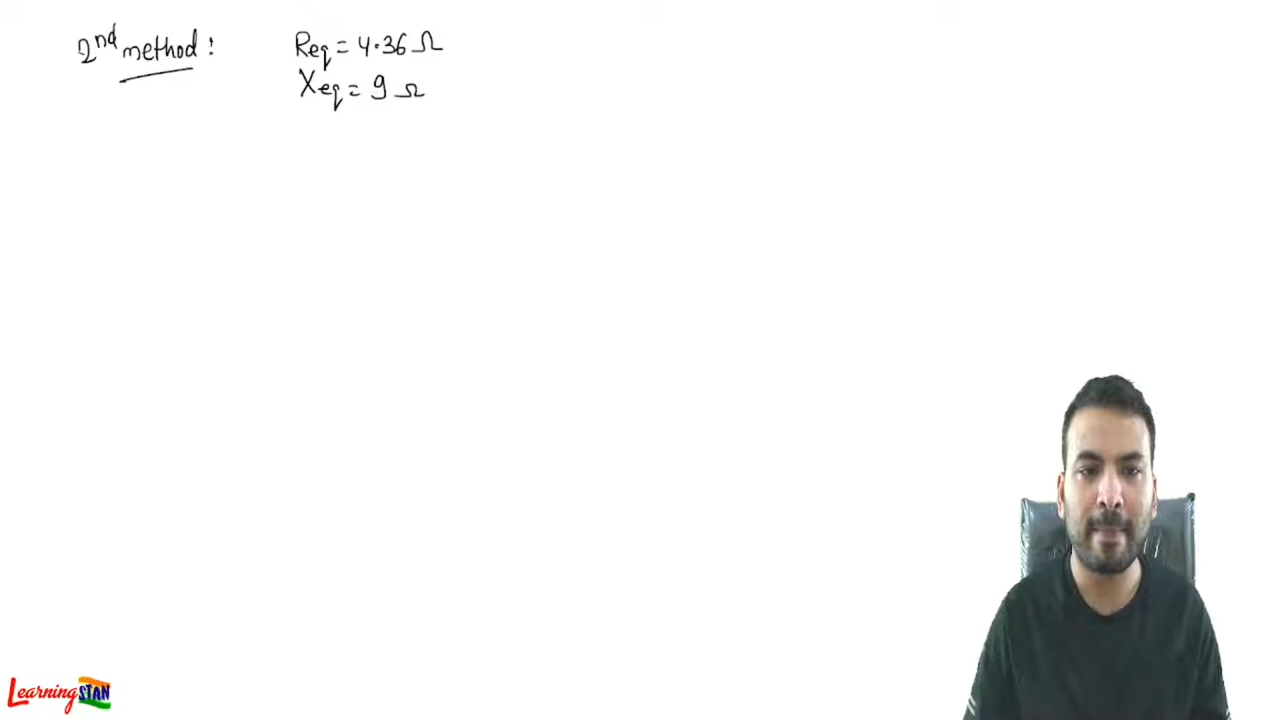 2nd method : Req = 4.36 Ω
Xeq = 9 Ω
LearningSTAN